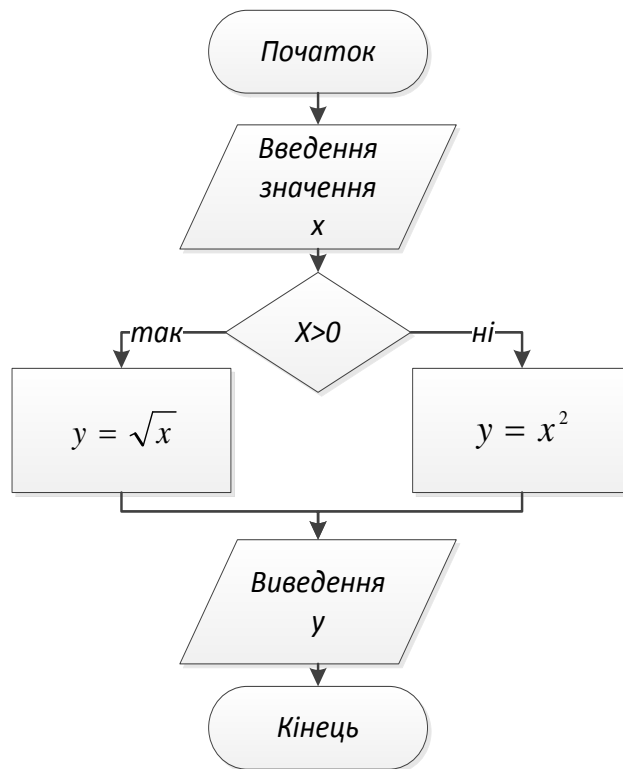 Початок
Введення
значення
x
так
X>0
ні
y = √x
y = x²
Виведення
y
Кінець